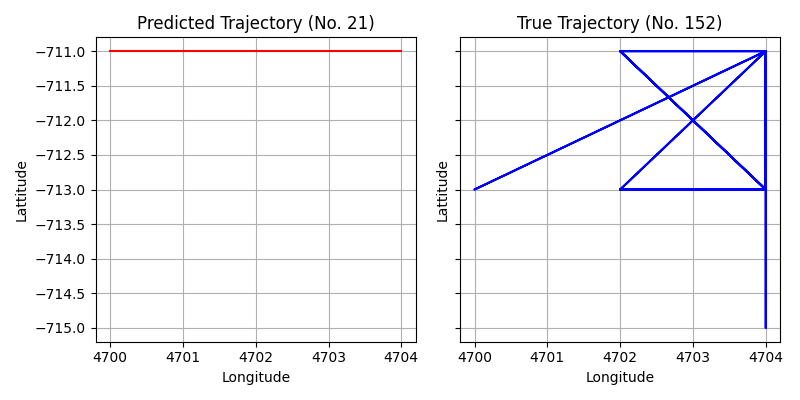 Predicted Trajectory (No. 21)
True Trajectory (No. 152)
Lattitude
−711.0
−711.5
−712.0
−712.5
−713.0
−713.5
−714.0
−714.5
−715.0
4700 4701 4702 4703 4704
Longitude
Lattitude
4700 4701 4702 4703 4704
Longitude